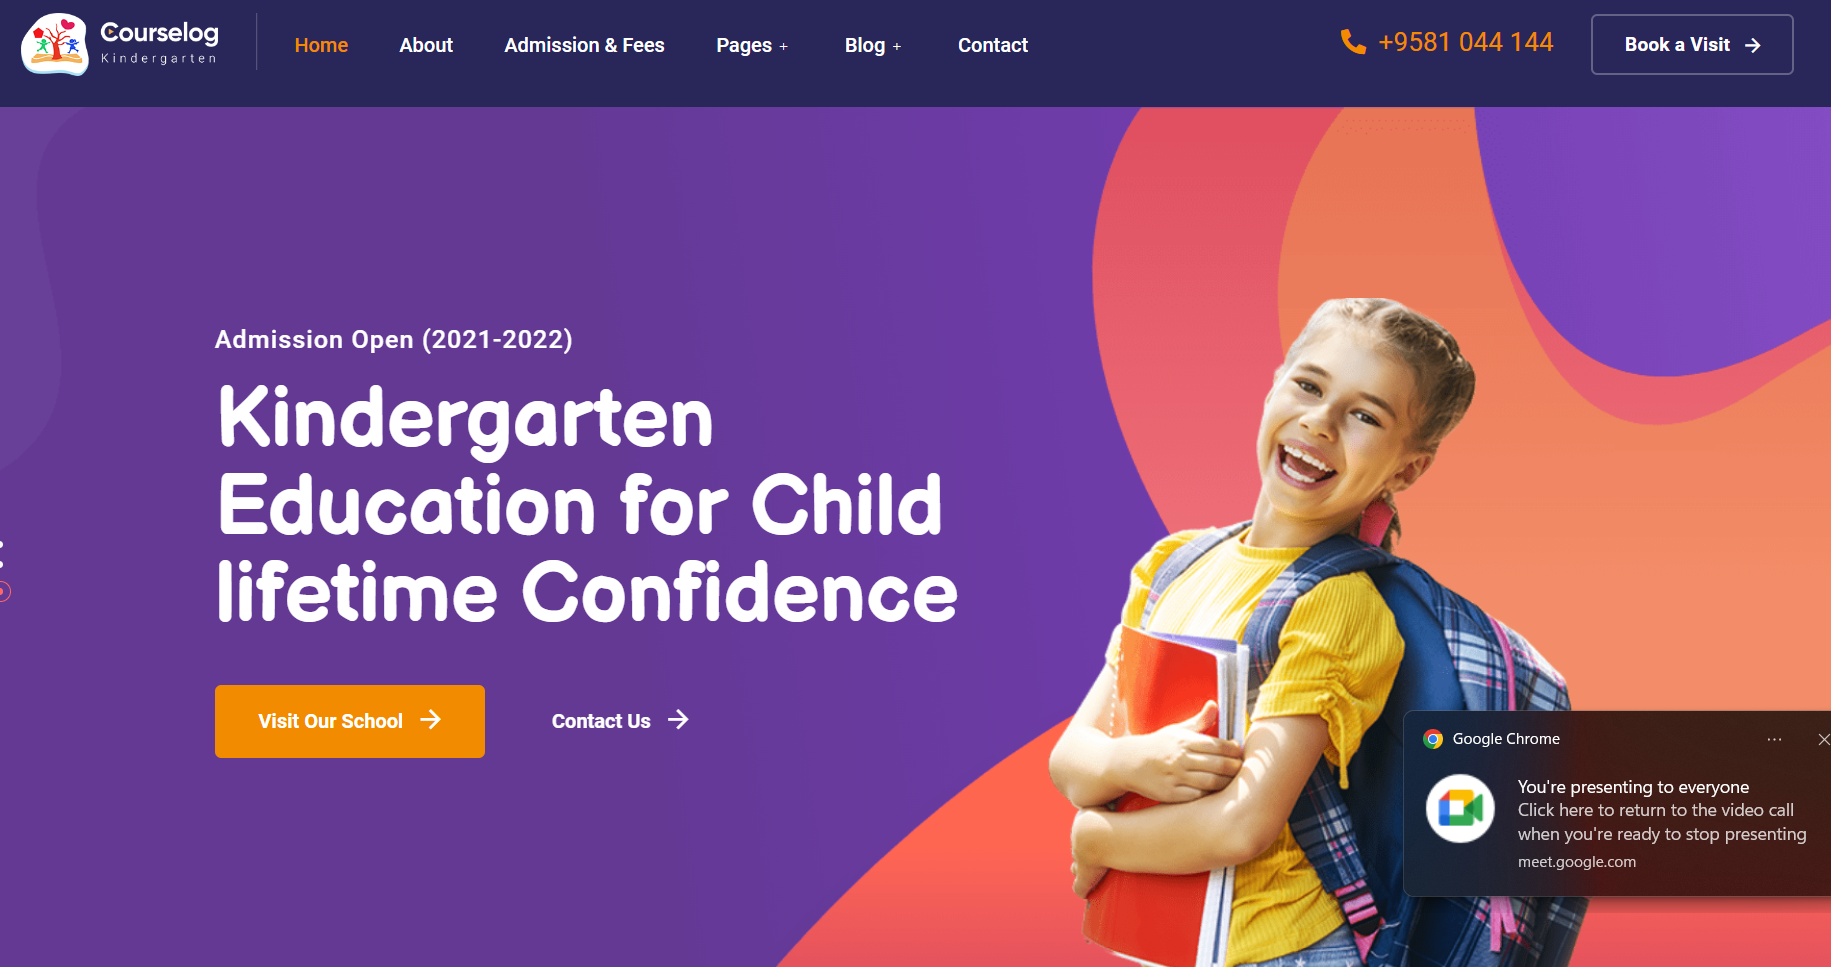 Courselog
Kindergarten
Home
About
Admission & Fees
Pages +
Blog +
Contact
+9581 044 144
Book a Visit
Admission Open (2021-2022)
Kindergarten
Education for Child
lifetime Confidence
Visit Our School
Contact Us
Google Chrome
You're presenting to everyone
Click here to return to the video call
when you're ready to stop presenting
meet.google.com